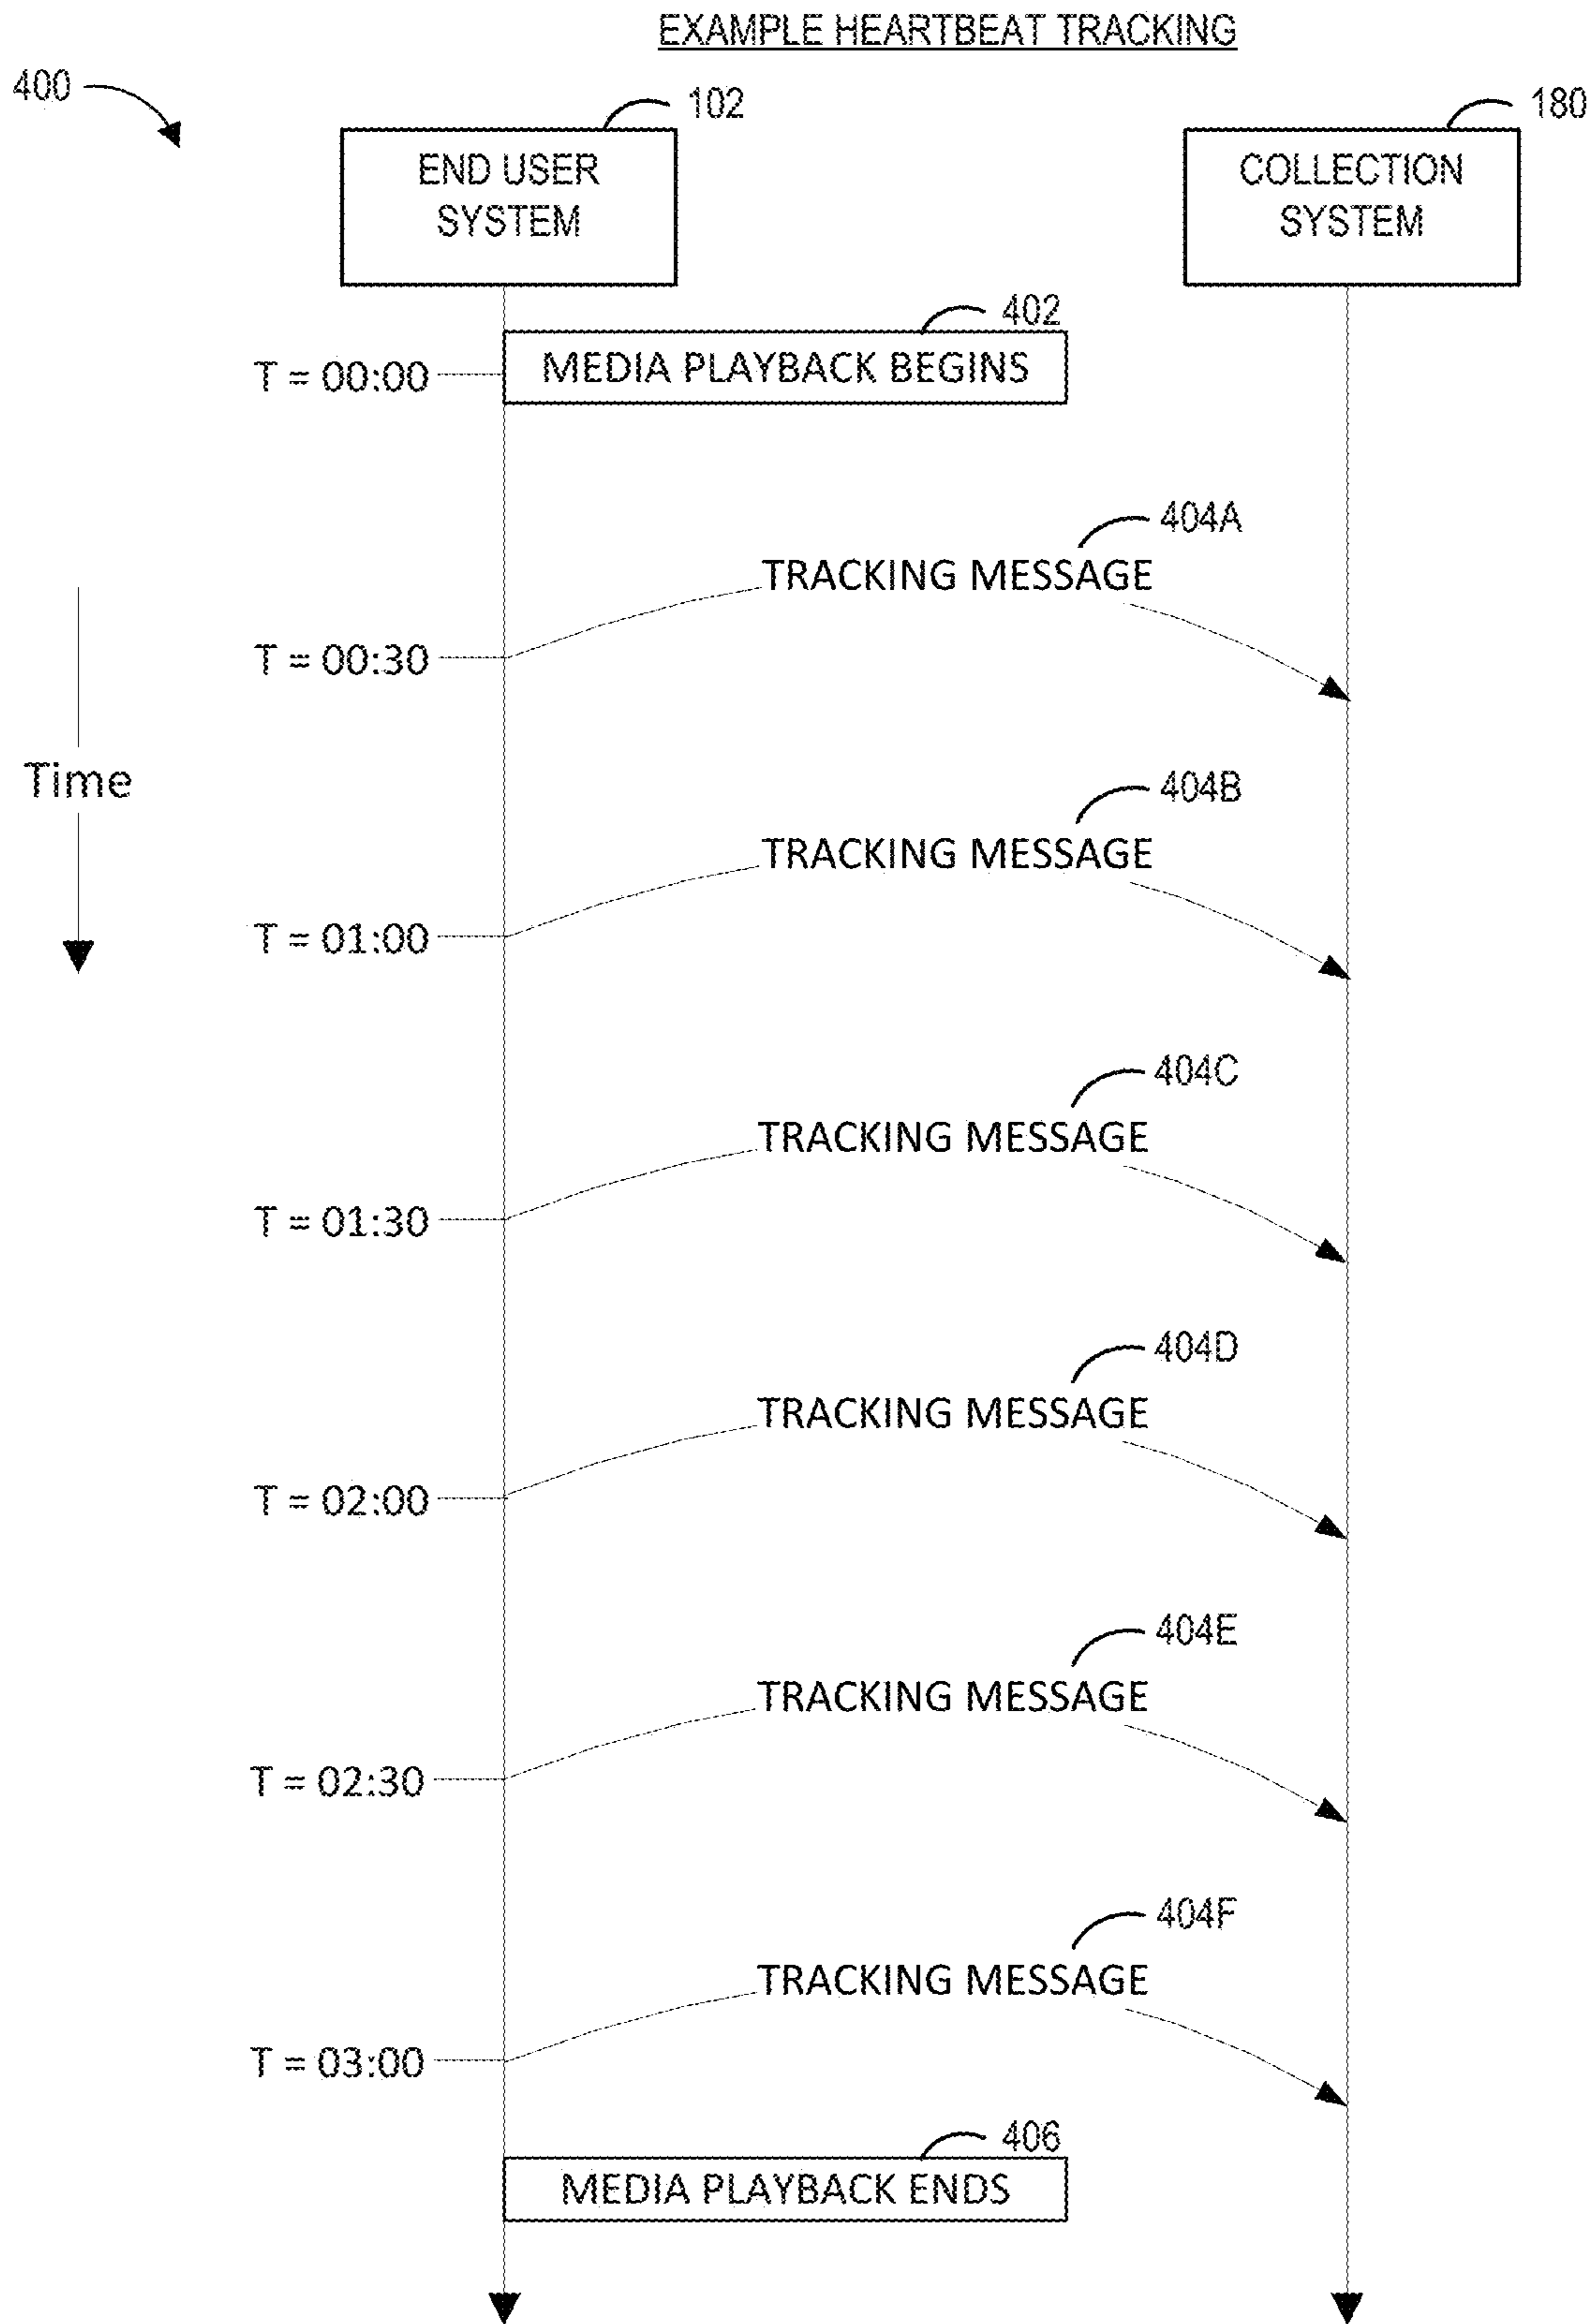 EXAMPLE HEARTBEAT TRACKING
400
102
180
END USER
SYSTEM
COLLECTION
SYSTEM
402
T = 00:00
MEDIA PLAYBACK BEGINS
404A
TRACKING MESSAGE
T = 00:30
Time
404B
TRACKING MESSAGE
T = 01:00
404C
TRACKING MESSAGE
T = 01:30
404D
TRACKING MESSAGE
T = 02:00
404E
TRACKING MESSAGE
T = 02:30
404F
TRACKING MESSAGE
T = 03:00
406
MEDIA PLAYBACK ENDS